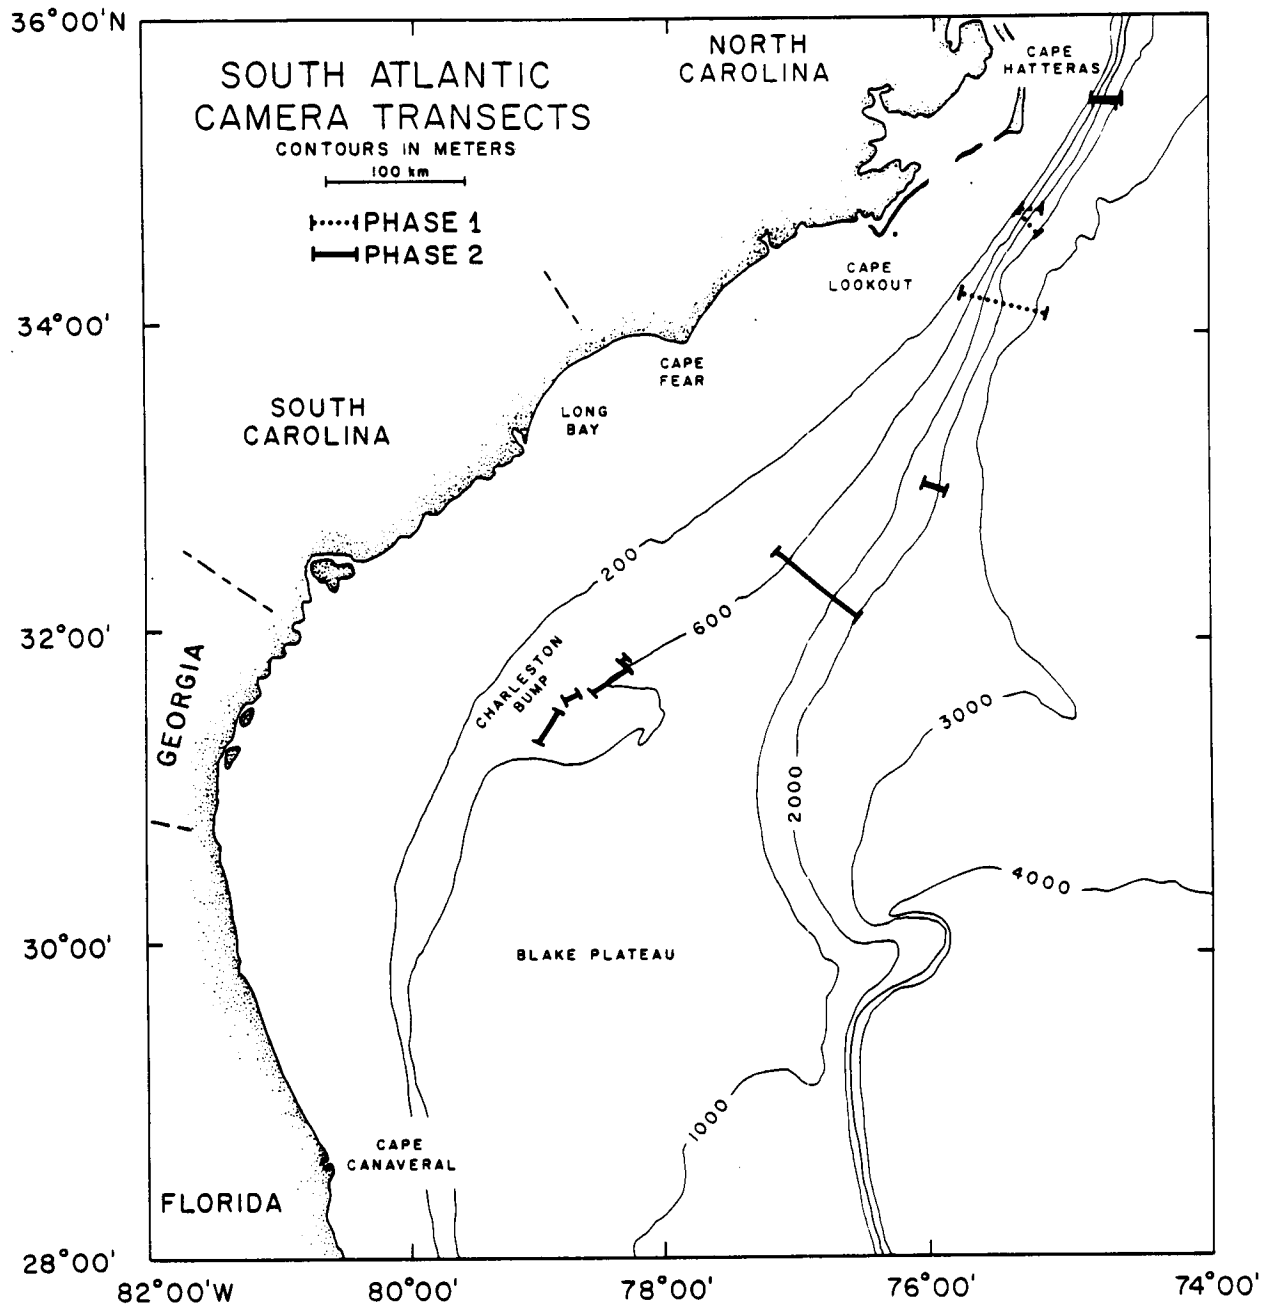 36°00'N
SOUTH ATLANTIC
CAMERA TRANSECTS
CONTOURS IN METERS
100 km
PHASE 1
PHASE 2
NORTH
CAROLINA
CAPE
HATTERAS
CAPE
LOOKOUT
34°00'
CAPE
FEAR
SOUTH
CAROLINA
LONG
BAY
200
32°00'
600
GEORGIA
CHARLESTON
BUMP
3000
2000
4000
30°00'
BLAKE PLATEAU
1000
CAPE
CANAVERAL
FLORIDA
28°00'
82°00'W
80°00'
78°00'
76°00'
74°00'